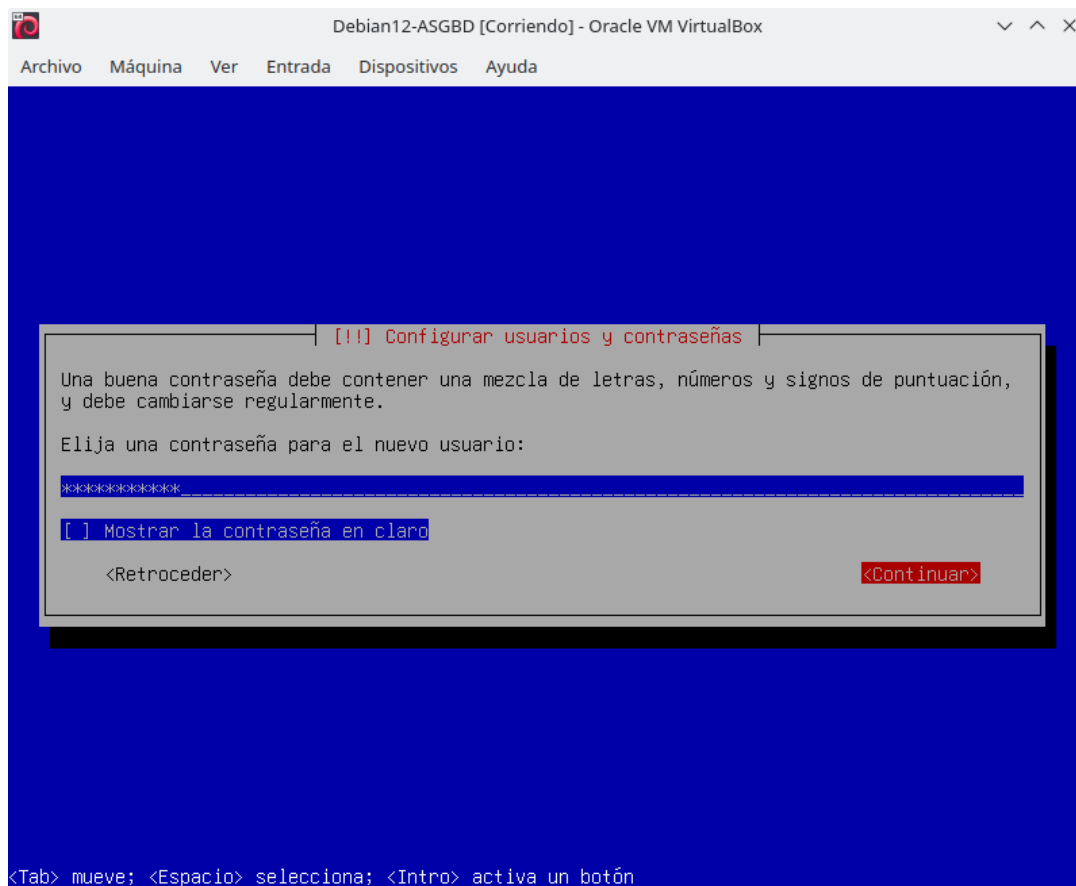 Debian12-ASGBD [Corriendo] - Oracle VM VirtualBox
Archivo Máquina Ver Entrada Dispositivos Ayuda
[!!] Configurar usuarios y contraseñas
Una buena contraseña debe contener una mezcla de letras, números y signos de puntuación,
y debe cambiarse regularmente.
Elija una contraseña para el nuevo usuario:
***********
[ ] Mostrar la contraseña en claro
<Retroceder> <Continuar>
<Tab> mueve; <Espacio> selecciona; <Intro> activa un botón